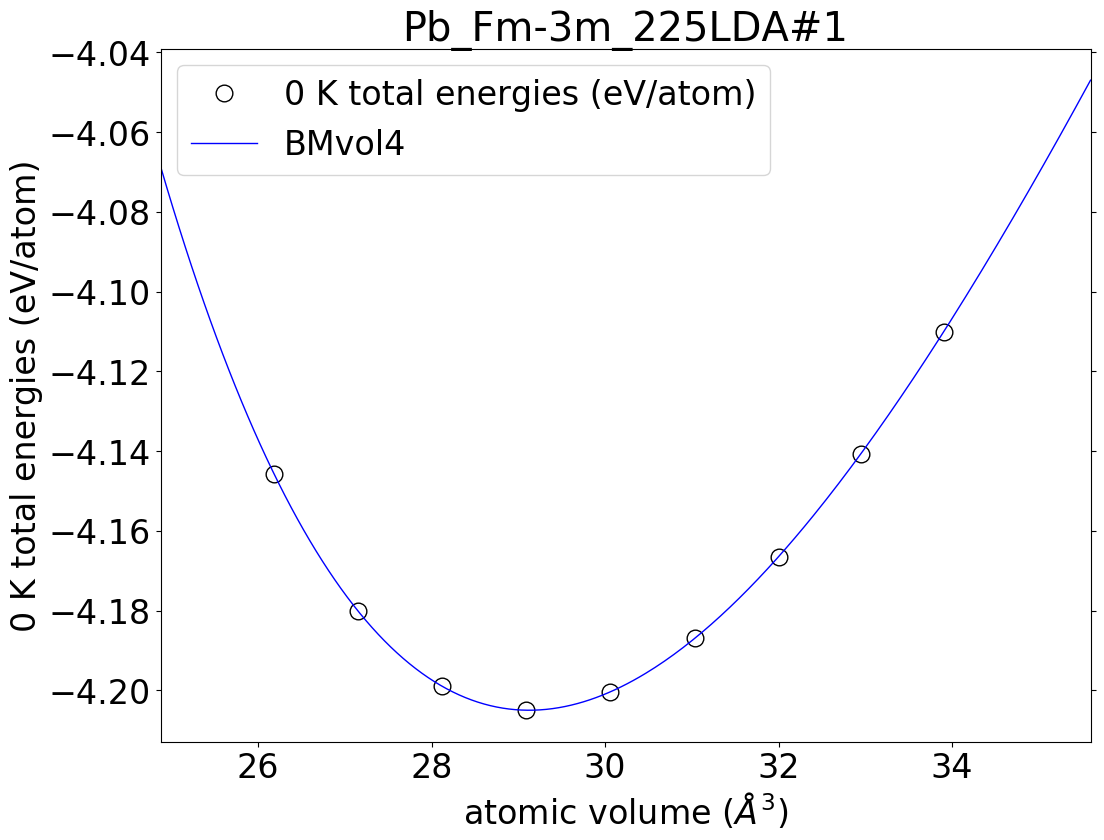 Pb_Fm-3m_225LDA#1
0 K total energies (eV/atom)
BMvol4
0 K total energies (eV/atom)
−4.04
−4.06
−4.08
−4.10
−4.12
−4.14
−4.16
−4.18
−4.20
26 28 30 32 34
atomic volume (Å³)